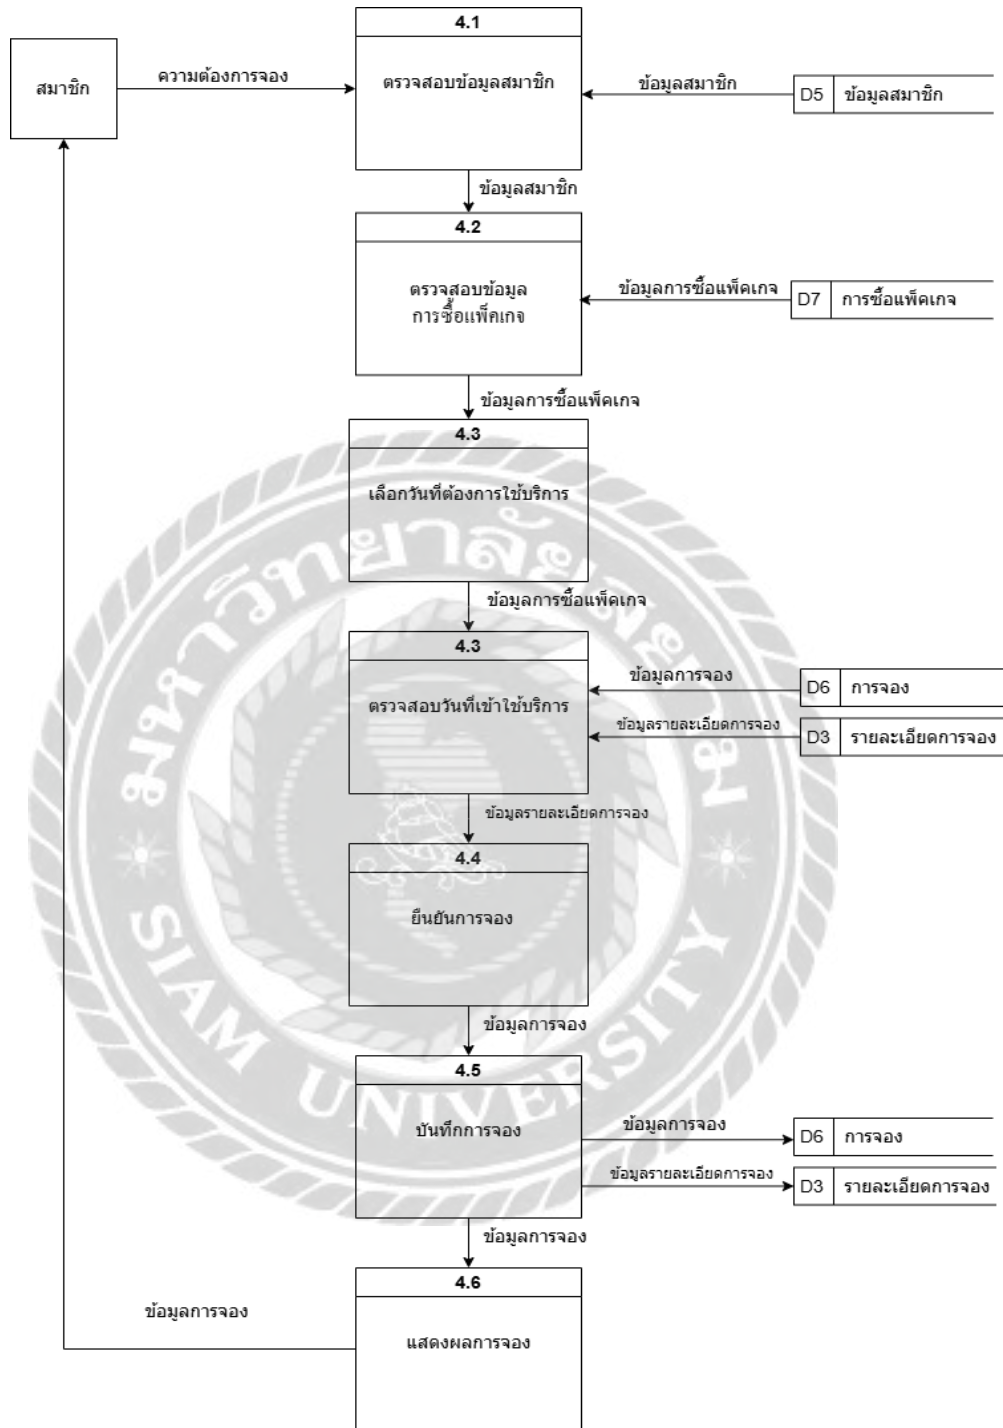 4.1
สมาชิก
ความต้องการจอง
ตรวจสอบข้อมูลสมาชิก
ข้อมูลสมาชิก
D5 ข้อมูลสมาชิก
ข้อมูลสมาชิก
4.2
ตรวจสอบข้อมูล
การซื้อแพ็คเกจ
ข้อมูลการซื้อแพ็คเกจ
D7 การซื้อแพ็คเกจ
ข้อมูลการซื้อแพ็คเกจ
4.3
เลือกวันที่ต้องการใช้บริการ
ข้อมูลการซื้อแพ็คเกจ
4.3
ตรวจสอบวันที่เข้าใช้บริการ
ข้อมูลการจอง
D6 การจอง
ข้อมูลรายละเอียดการจอง
D3 รายละเอียดการจอง
ข้อมูลรายละเอียดการจอง
4.4
ยืนยันการจอง
ข้อมูลการจอง
4.5
บันทึกการจอง
ข้อมูลการจอง
D6 การจอง
ข้อมูลรายละเอียดการจอง
D3 รายละเอียดการจอง
ข้อมูลการจอง
4.6
ข้อมูลการจอง
แสดงผลการจอง
มหาวิทยาลัยสยาม
SIAM UNIVERSITY